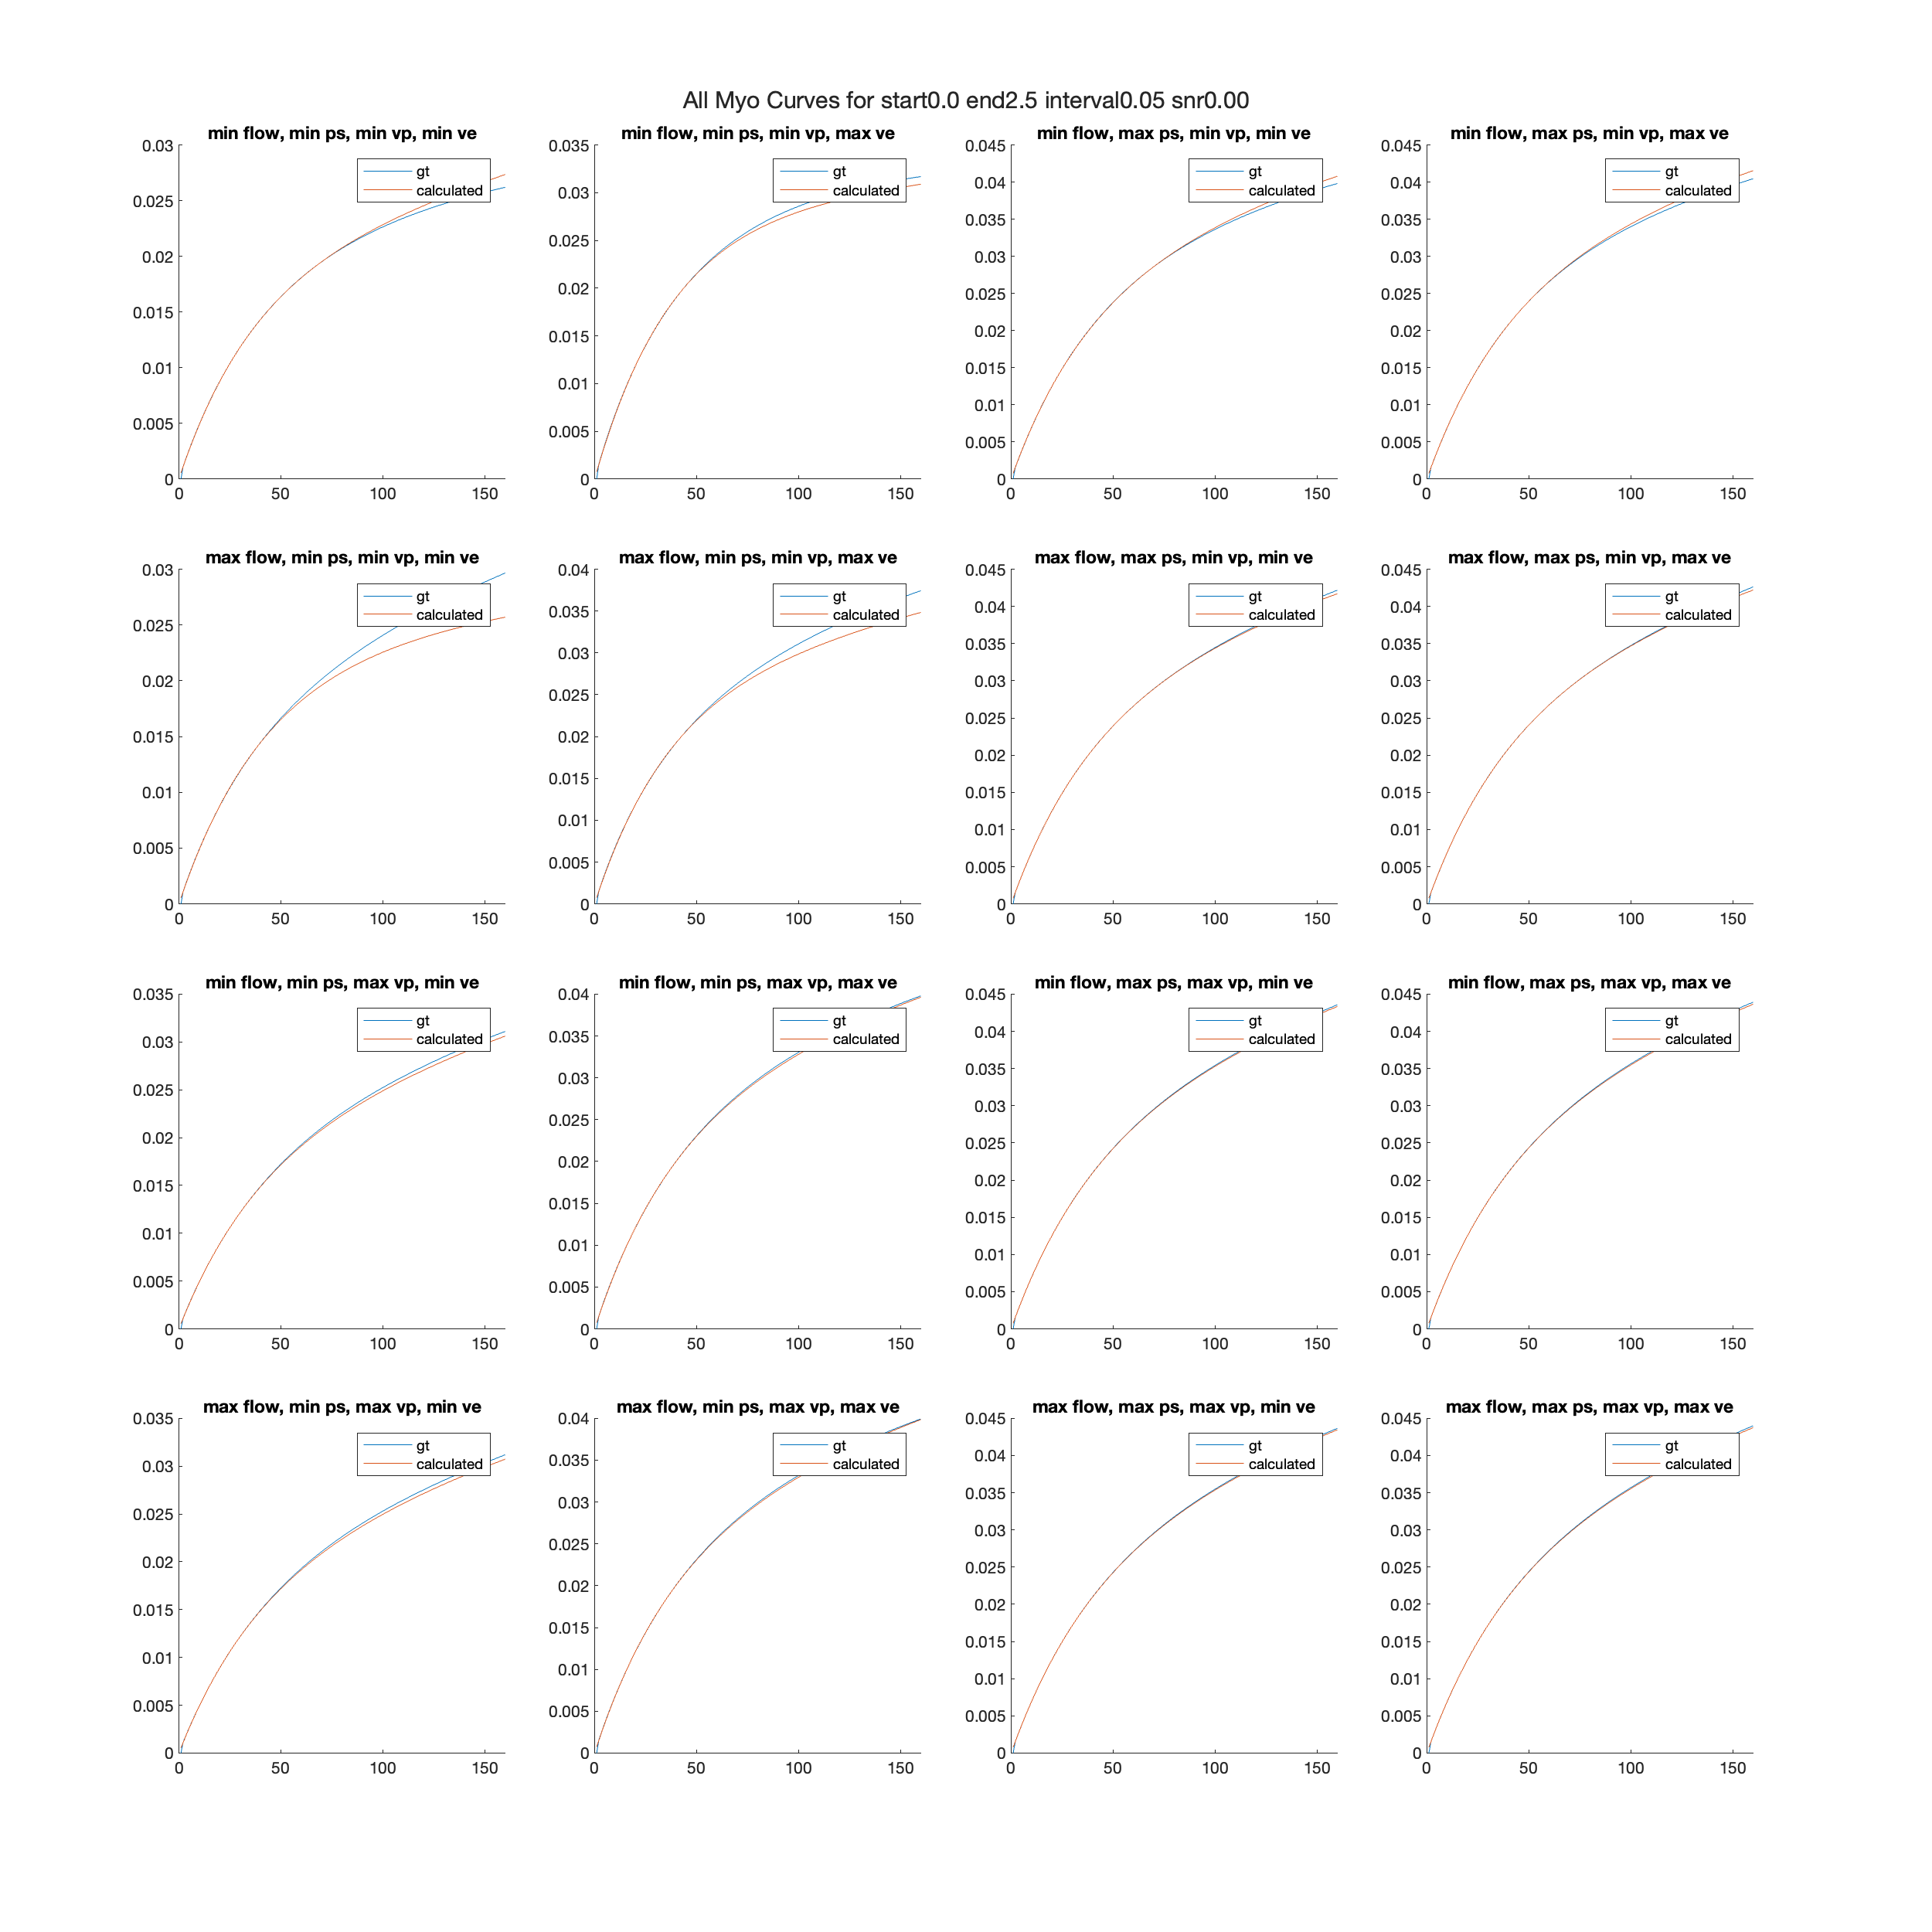 All Myo Curves for start0.0 end2.5 interval0.05 snr0.00
min flow, min ps, min vp, min ve
0.03
0.025
0.02
0.015
0.01
0.005
0
0 50 100 150
gt
calculated
min flow, min ps, min vp, max ve
0.035
0.03
0.025
0.02
0.015
0.01
0.005
0
0 50 100 150
gt
calculated
min flow, max ps, min vp, min ve
0.045
0.04
0.035
0.03
0.025
0.02
0.015
0.01
0.005
0
0 50 100 150
gt
calculated
min flow, max ps, min vp, max ve
0.045
0.04
0.035
0.03
0.025
0.02
0.015
0.01
0.005
0
0 50 100 150
gt
calculated
max flow, min ps, min vp, min ve
0.03
0.025
0.02
0.015
0.01
0.005
0
0 50 100 150
gt
calculated
max flow, min ps, min vp, max ve
0.04
0.035
0.03
0.025
0.02
0.015
0.01
0.005
0
0 50 100 150
gt
calculated
max flow, max ps, min vp, min ve
0.045
0.04
0.035
0.03
0.025
0.02
0.015
0.01
0.005
0
0 50 100 150
gt
calculated
max flow, max ps, min vp, max ve
0.045
0.04
0.035
0.03
0.025
0.02
0.015
0.01
0.005
0
0 50 100 150
gt
calculated
min flow, min ps, max vp, min ve
0.035
0.03
0.025
0.02
0.015
0.01
0.005
0
0 50 100 150
gt
calculated
min flow, min ps, max vp, max ve
0.04
0.035
0.03
0.025
0.02
0.015
0.01
0.005
0
0 50 100 150
gt
calculated
min flow, max ps, max vp, min ve
0.045
0.04
0.035
0.03
0.025
0.02
0.015
0.01
0.005
0
0 50 100 150
gt
calculated
min flow, max ps, max vp, max ve
0.045
0.04
0.035
0.03
0.025
0.02
0.015
0.01
0.005
0
0 50 100 150
gt
calculated
max flow, min ps, max vp, min ve
0.035
0.03
0.025
0.02
0.015
0.01
0.005
0
0 50 100 150
gt
calculated
max flow, min ps, max vp, max ve
0.04
0.035
0.03
0.025
0.02
0.015
0.01
0.005
0
0 50 100 150
gt
calculated
max flow, max ps, max vp, min ve
0.045
0.04
0.035
0.03
0.025
0.02
0.015
0.01
0.005
0
0 50 100 150
gt
calculated
max flow, max ps, max vp, max ve
0.045
0.04
0.035
0.03
0.025
0.02
0.015
0.01
0.005
0
0 50 100 150
gt
calculated